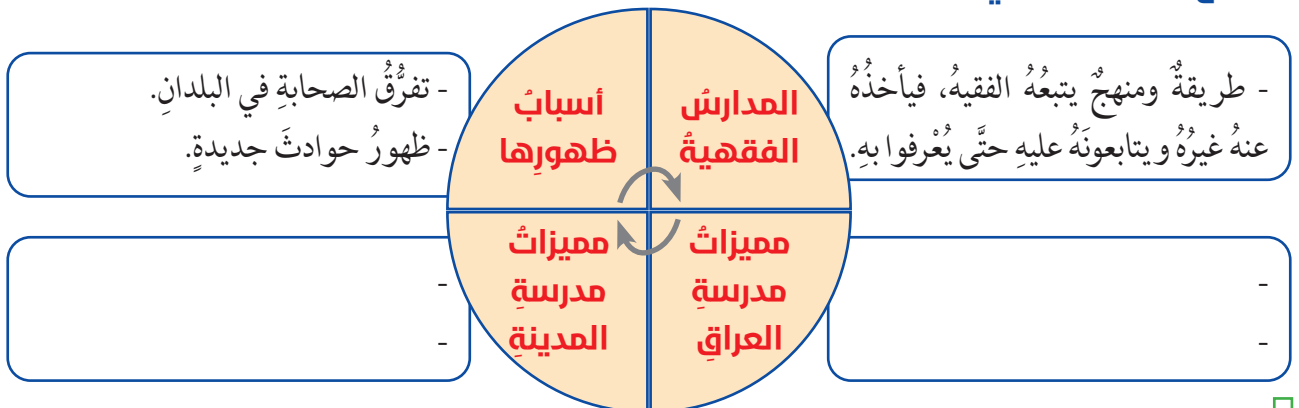 - طريقةٌ ومنهجٌ يتبعُهُ الفقيهُ، فيأخذُهُ
عنهُ غيرُهُ ويتابعونَهُ عليهِ حتَّى يُعْرفوا بهِ.
المدارسُ
الفقهيةُ
أسبابُ
ظهورِها
- تفرُّقُ الصحابةِ في البلدانِ.
- ظهورُ حوادثَ جديدةٍ.
مميزاتُ
مدرسةِ
العراقِ
-
-
مميزاتُ
مدرسةِ
المدينةِ
-
-